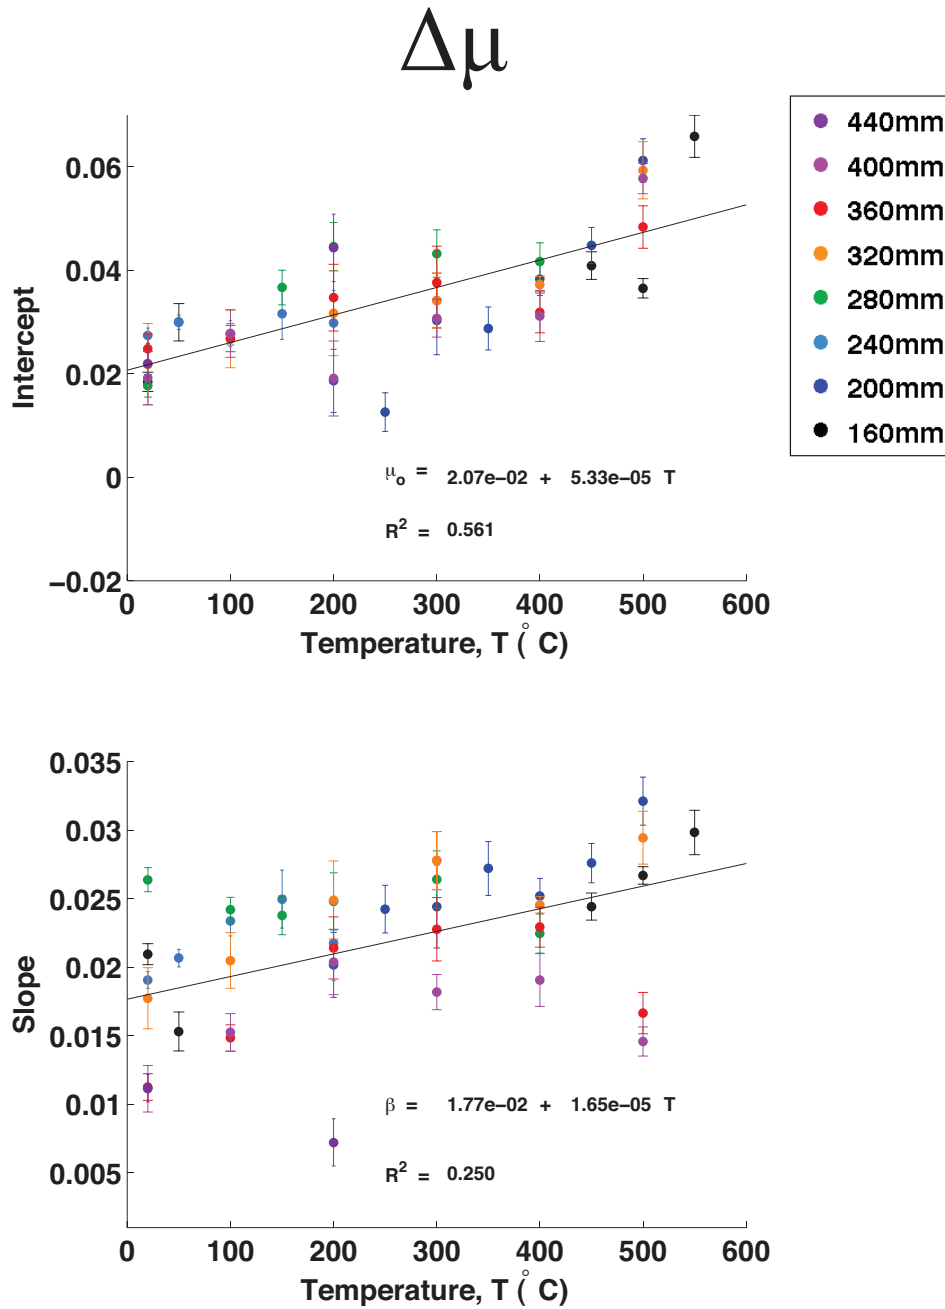 Δμ
440mm
400mm
360mm
320mm
280mm
240mm
200mm
160mm
Intercept
0.06
0.04
0.02
0
−0.02
μo = 2.07e−02 + 5.33e−05 T
R2 = 0.561
0 100 200 300 400 500 600
Temperature, T (° C)
Slope
0.035
0.03
0.025
0.02
0.015
0.01
0.005
β = 1.77e−02 + 1.65e−05 T
R2 = 0.250
0 100 200 300 400 500 600
Temperature, T (° C)